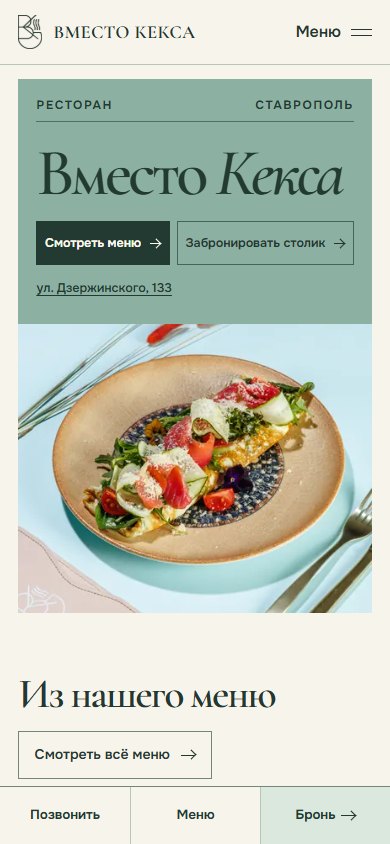 ВМЕСТО КЕКСА
Меню
РЕСТОРАН
СТАВРОПОЛЬ
Вместо Кекса
Смотреть меню →
Забронировать столик →
ул. Дзержинского, 133
Из нашего меню
Смотреть всё меню →
Позвонить
Меню
Бронь →